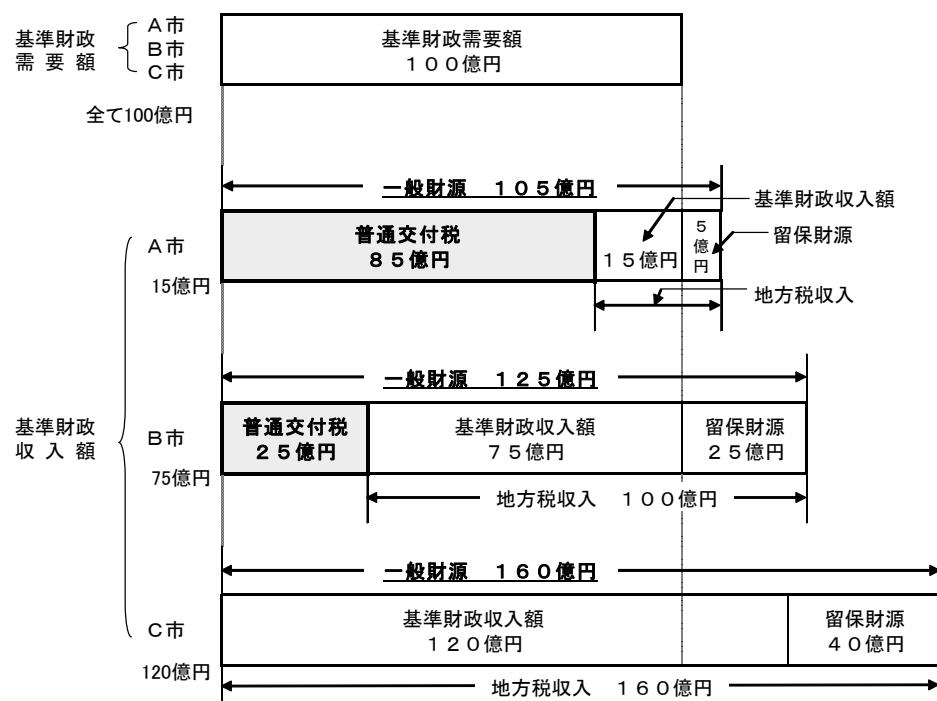 基準財政
需要額
A市
B市
C市
全て100億円
基準財政需要額
100億円
一般財源 105億円
基準財政収入額
A市
15億円
普通交付税
85億円
15億円
5億円
留保財源
地方税収入
一般財源 125億円
基準財政
収入額
B市
75億円
普通交付税
25億円
基準財政収入額
75億円
留保財源
25億円
地方税収入 100億円
一般財源 160億円
C市
120億円
基準財政収入額
120億円
留保財源
40億円
地方税収入 160億円